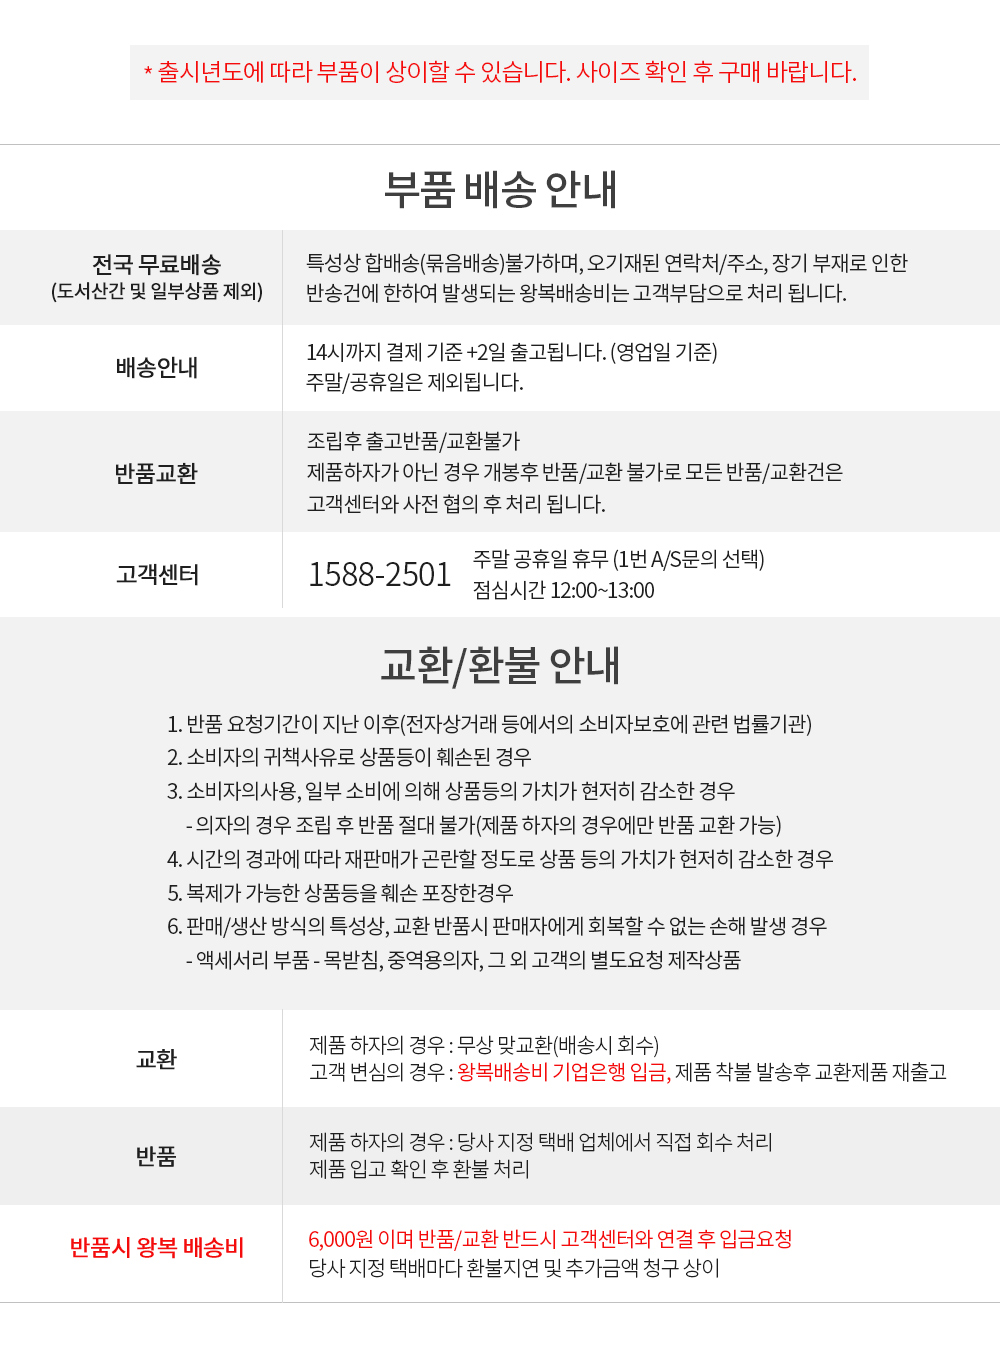 * 출시년도에 따라 부품이 상이할 수 있습니다. 사이즈 확인 후 구매 바랍니다.
부품 배송 안내
전국 무료배송
(도서산간 및 일부상품 제외)
특성상 합배송(묶음배송)불가하며, 오기재된 연락처/주소, 장기 부재로 인한
반송건에 한하여 발생되는 왕복배송비는 고객부담으로 처리 됩니다.
배송안내
14시까지 결제 기준 +2일 출고됩니다. (영업일 기준)
주말/공휴일은 제외됩니다.
반품교환
조립후 출고반품/교환불가
제품하자가 아닌 경우 개봉후 반품/교환 불가로 모든 반품/교환건은
고객센터와 사전 협의 후 처리 됩니다.
고객센터
1588-2501
주말 공휴일 휴무 (1번 A/S문의 선택)
점심시간 12:00~13:00
교환/환불 안내
1. 반품 요청기간이 지난 이후(전자상거래 등에서의 소비자보호에 관련 법률기관)
2. 소비자의 귀책사유로 상품등이 훼손된 경우
3. 소비자의사용, 일부 소비에 의해 상품등의 가치가 현저히 감소한 경우
- 의자의 경우 조립 후 반품 절대 불가(제품 하자의 경우에만 반품 교환 가능)
4. 시간의 경과에 따라 재판매가 곤란할 정도로 상품 등의 가치가 현저히 감소한 경우
5. 복제가 가능한 상품등을 훼손 포장한경우
6. 판매/생산 방식의 특성상, 교환 반품시 판매자에게 회복할 수 없는 손해 발생 경우
- 액세서리 부품 - 목받침, 중역용의자, 그 외 고객의 별도요청 제작상품
교환
제품 하자의 경우 : 무상 맞교환(배송시 회수)
고객 변심의 경우 : 왕복배송비 기업은행 입금, 제품 착불 발송후 교환제품 재출고
반품
제품 하자의 경우 : 당사 지정 택배 업체에서 직접 회수 처리
제품 입고 확인 후 환불 처리
반품시 왕복 배송비
6,000원 이며 반품/교환 반드시 고객센터와 연결 후 입금요청
당사 지정 택배마다 환불지연 및 추가금액 청구 상이